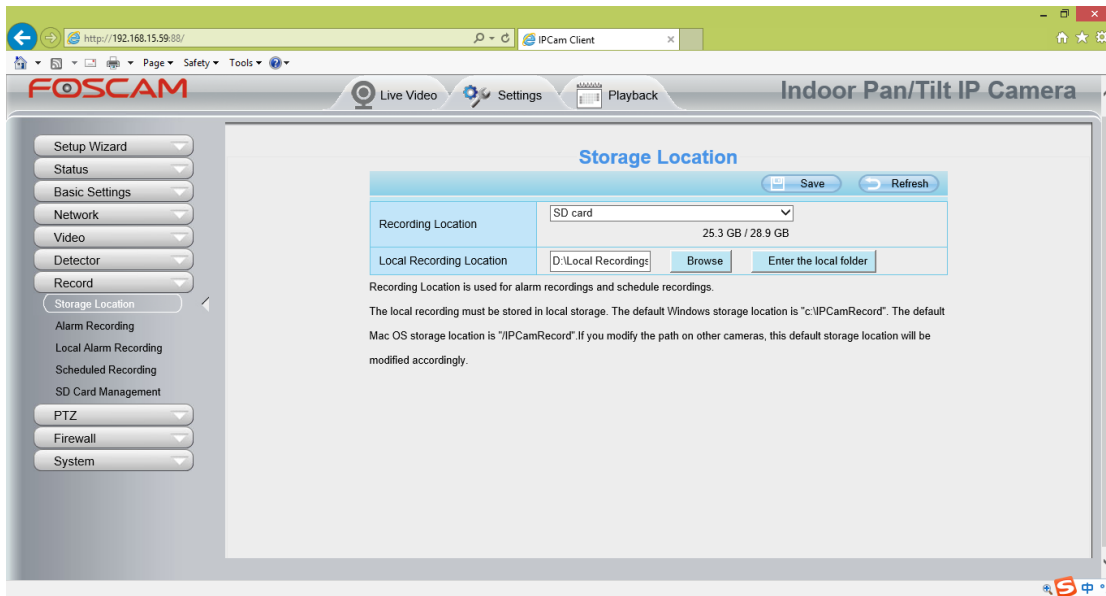 http://192.168.15.59:88/
IPCam Client
Page Safety Tools
FOSCAM
Live Video
Settings
Playback
Indoor Pan/Tilt IP Camera
Setup Wizard
Status
Basic Settings
Network
Video
Detector
Record
Storage Location
Alarm Recording
Local Alarm Recording
Scheduled Recording
SD Card Management
PTZ
Firewall
System
Storage Location
Save Refresh
Recording Location
SD card
25.3 GB / 28.9 GB
Local Recording Location
D:\Local Recordings
Browse
Enter the local folder
Recording Location is used for alarm recordings and schedule recordings.
The local recording must be stored in local storage. The default Windows storage location is "c:\IPCamRecord". The default
Mac OS storage location is "/IPCamRecord".If you modify the path on other cameras, this default storage location will be
modified accordingly.
中